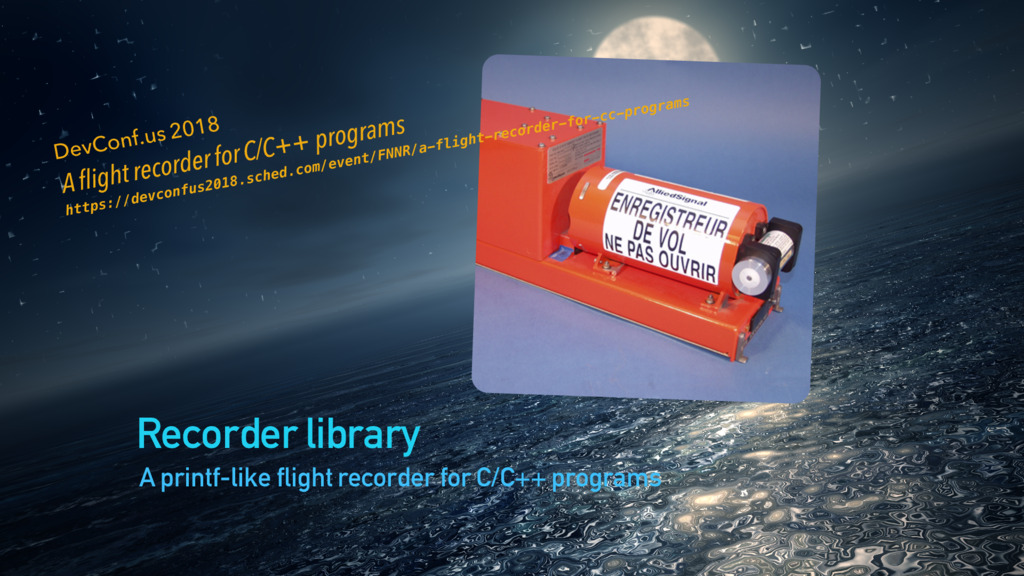 DevConf.us 2018
A flight recorder for C/C++ programs
https://devconfus2018.sched.com/event/FNNR/a-flight-recorder-for-cc-programs
AlliedSignal
ENREGISTREUR
DE VOL
NE PAS OUVRIR
Recorder library
A printf-like flight recorder for C/C++ programs